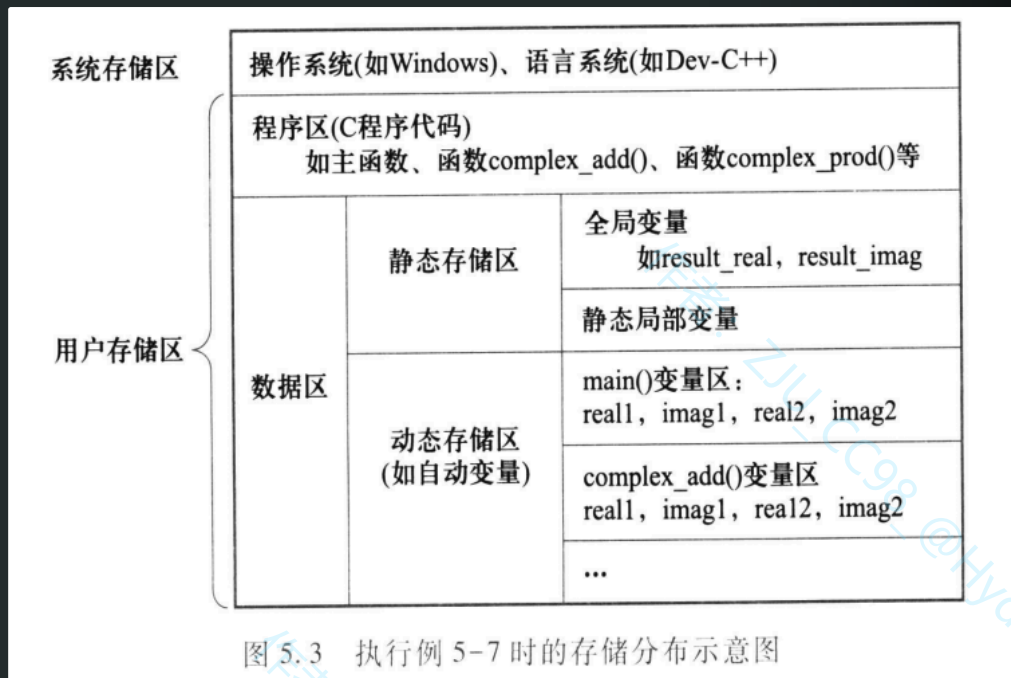 系统存储区
操作系统(如Windows)、语言系统(如Dev-C++)
用户存储区
程序区(C程序代码)
如主函数、函数complex_add()、函数complex_prod()等
数据区
静态存储区
全局变量
如result_real，result_imag
静态局部变量
动态存储区
(如自动变量)
main()变量区：
real1，imag1，real2，imag2
complex_add()变量区
real1，imag1，real2，imag2
…
图 5.3 执行例 5-7 时的存储分布示意图
作者：ZJU_CC98_@Hyd